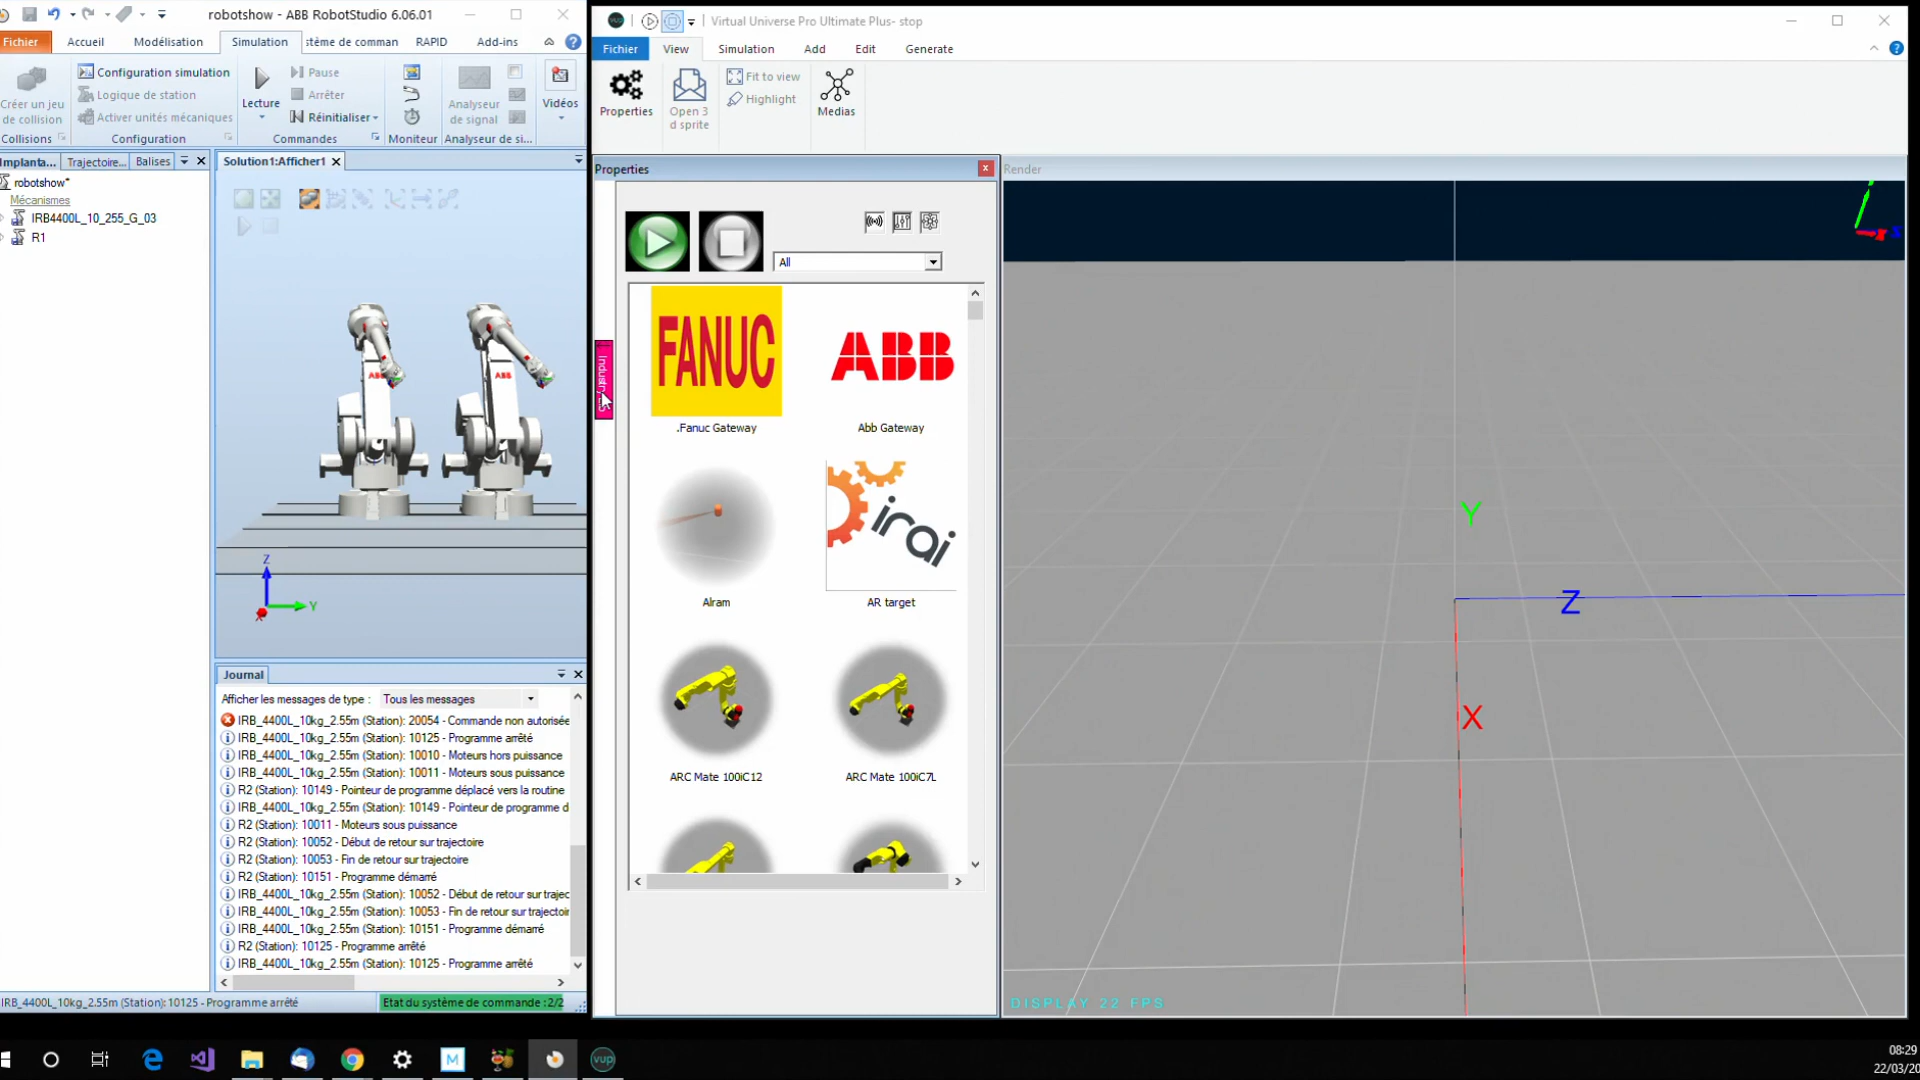 robotshow - ABB RobotStudio 6.06.01
Fichier Accueil Modélisation Simulation stème de comman RAPID Add-ins
Créer un jeu
de collision
Collisions
Configuration simulation
Logique de station
Activer unités mécaniques
Configuration
Lecture
Pause
Arrêter
Réinitialiser
Commandes
Moniteur
Analyseur
de signal
Analyseur de si...
Vidéos
Implanta... Trajectoire... Balises
robotshow*
Mécanismes
IRB4400L_10_255_G_03
R1
Solution1:Afficher1
ABB ABB
Z
Y
X
Journal
Afficher les messages de type : Tous les messages
IRB_4400L_10kg_2.55m (Station): 20054 - Commande non autorisée
IRB_4400L_10kg_2.55m (Station): 10125 - Programme arrêté
IRB_4400L_10kg_2.55m (Station): 10010 - Moteurs hors puissance
IRB_4400L_10kg_2.55m (Station): 10011 - Moteurs sous puissance
R2 (Station): 10149 - Pointeur de programme déplacé vers la routine
IRB_4400L_10kg_2.55m (Station): 10149 - Pointeur de programme d
R2 (Station): 10011 - Moteurs sous puissance
R2 (Station): 10052 - Début de retour sur trajectoire
R2 (Station): 10053 - Fin de retour sur trajectoire
R2 (Station): 10151 - Programme démarré
IRB_4400L_10kg_2.55m (Station): 10052 - Début de retour sur trajec
IRB_4400L_10kg_2.55m (Station): 10053 - Fin de retour sur trajectoir
IRB_4400L_10kg_2.55m (Station): 10151 - Programme démarré
R2 (Station): 10125 - Programme arrêté
IRB_4400L_10kg_2.55m (Station): 10125 - Programme arrêté
IRB_4400L_10kg_2.55m (Station): 10125 - Programme arrêté
Etat du système de commande :2/2
Virtual Universe Pro Ultimate Plus- stop
Fichier View Simulation Add Edit Generate
Properties
Open 3
d sprite
Fit to view
Highlight
Medias
Properties
All
FANUC
.Fanuc Gateway
ABB
Abb Gateway
Alram
irai
AR target
ARC Mate 100iC12
ARC Mate 100iC7L
Render
Y
Z
X
DISPLAY 22 FPS
M
vup
08:29
22/03/20